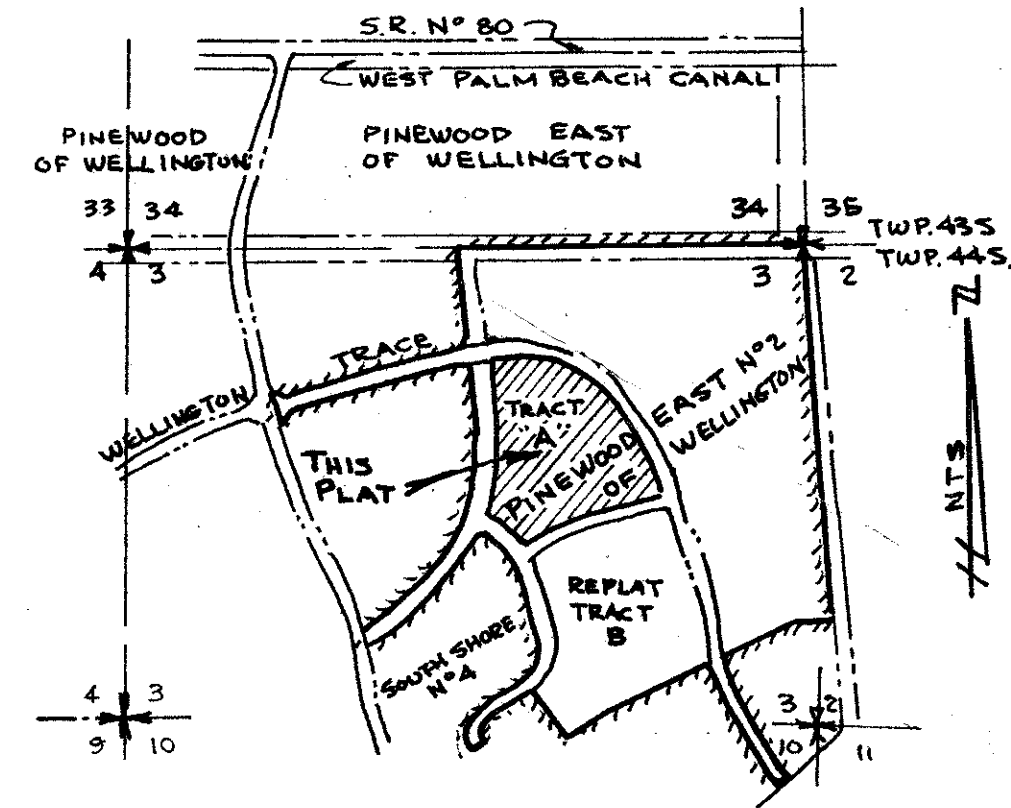 S.R. Nº 80
WEST PALM BEACH CANAL
PINEWOOD
OF WELLINGTON
PINEWOOD EAST
OF WELLINGTON
33 34
34 35
TWP. 43S
TWP. 44S.
4 3
3 2
TRACE
WELLINGTON
TRACT
A
EAST Nº2
WELLINGTON
PINEWOOD
OF
THIS
PLAT
NTS
REPLAT
TRACT
B
SOUTH SHORE
Nº4
4 3
9 10
3 2
10 11